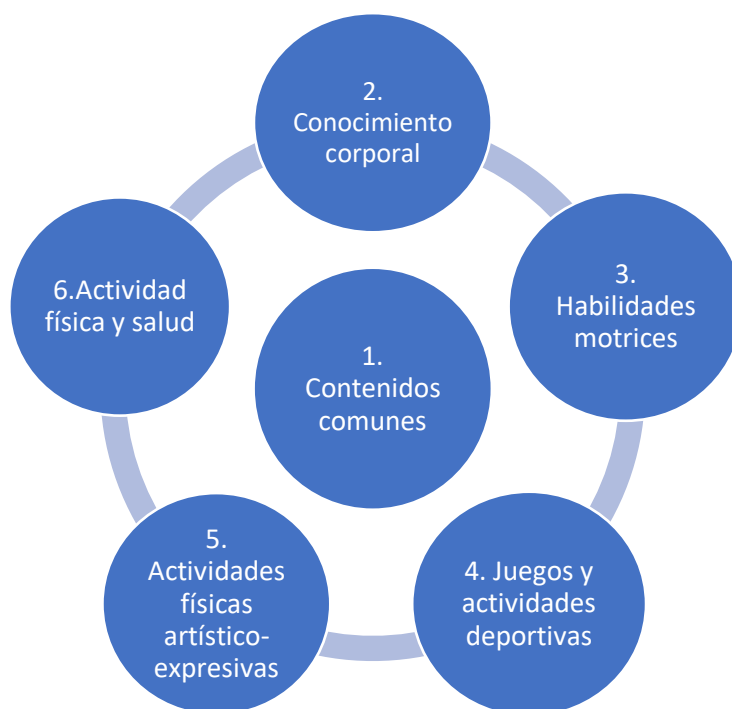 1.
Contenidos
comunes
2.
Conocimiento
corporal
3.
Habilidades
motrices
4. Juegos y
actividades
deportivas
5.
Actividades
físicas
artístico-
expresivas
6.Actividad
física y salud